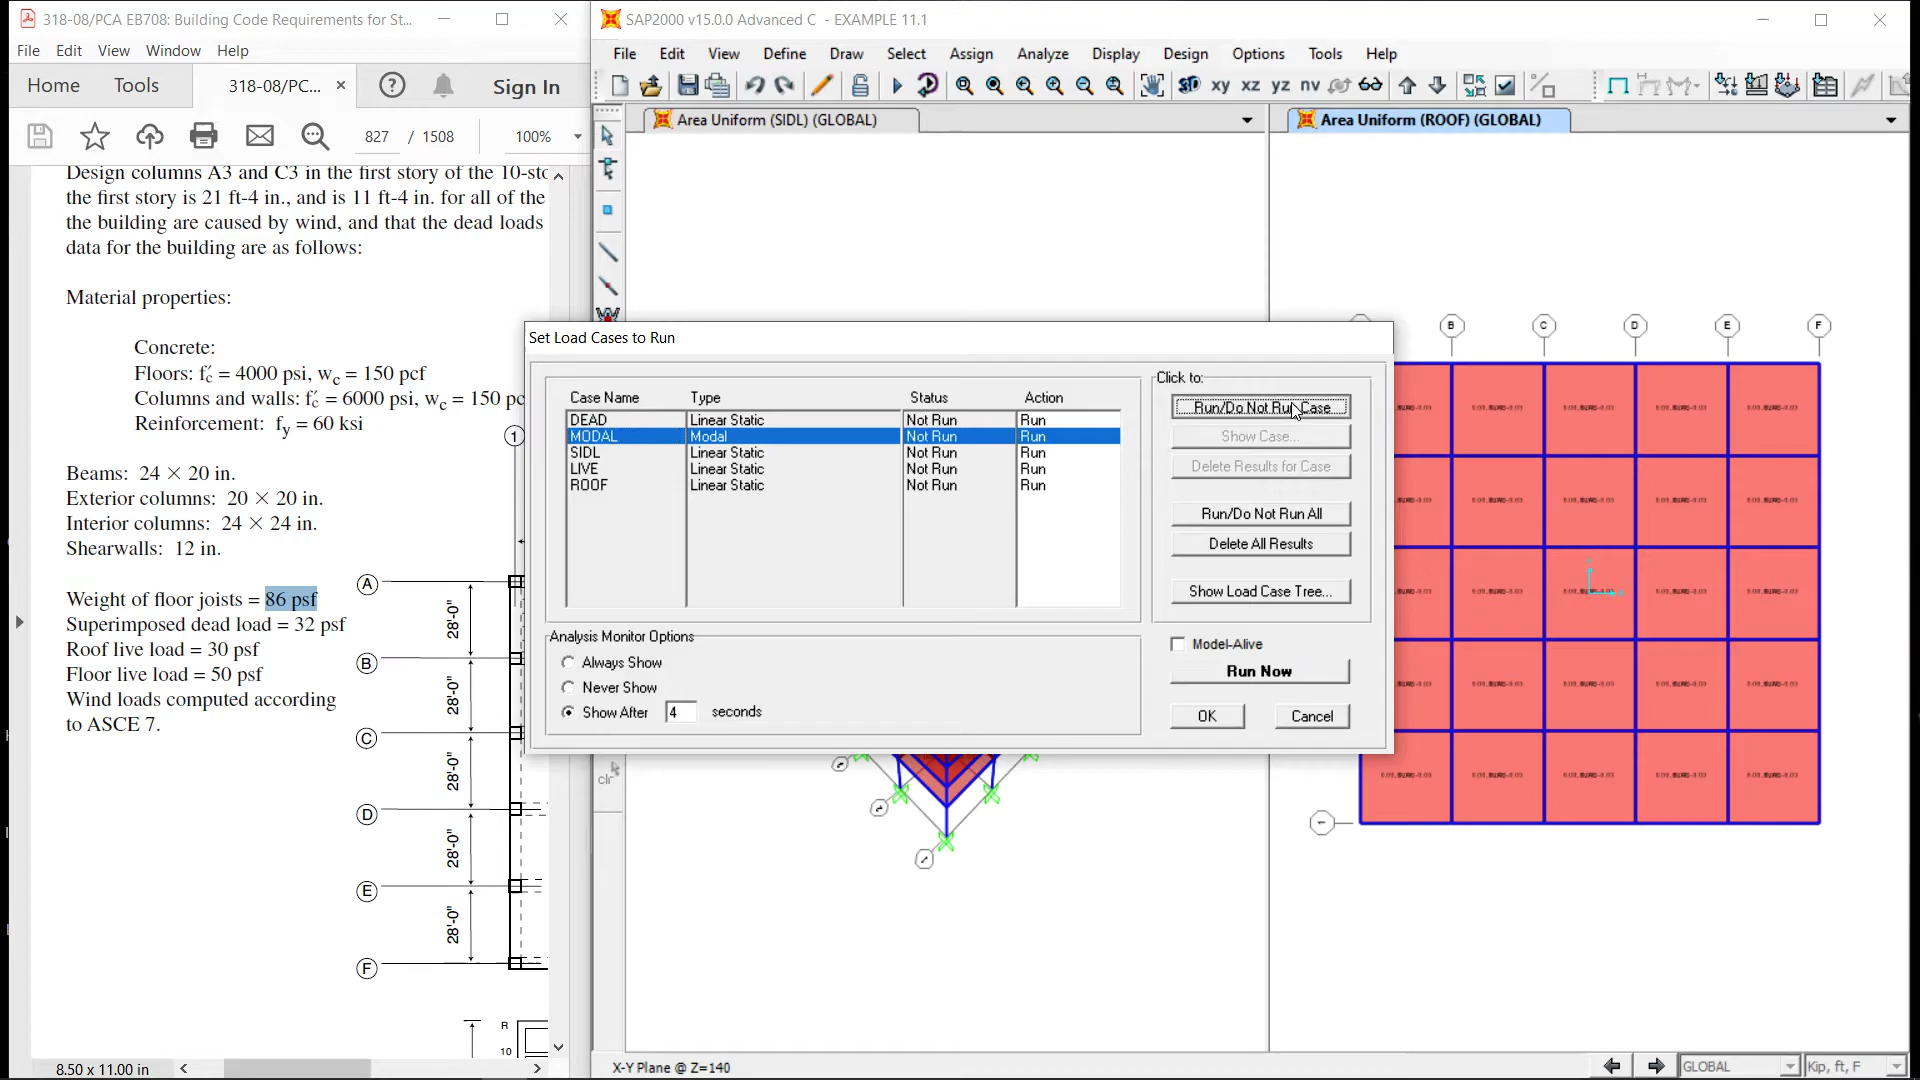 318-08/PCA EB708: Building Code Requirements for St...
File Edit View Window Help
Home Tools 318-08/PC... Sign In
827 / 1508 100%
Design columns A3 and C3 in the first story of the 10-sto
the first story is 21 ft-4 in., and is 11 ft-4 in. for all of the
the building are caused by wind, and that the dead loads
data for the building are as follows:
Material properties:
Concrete:
Floors: f′c = 4000 psi, wc = 150 pcf
Columns and walls: f′c = 6000 psi, wc = 150 pc
Reinforcement: fy = 60 ksi
1
Beams: 24 × 20 in.
Exterior columns: 20 × 20 in.
Interior columns: 24 × 24 in.
Shearwalls: 12 in.
Weight of floor joists = 86 psf
Superimposed dead load = 32 psf
Roof live load = 30 psf
Floor live load = 50 psf
Wind loads computed according
to ASCE 7.
A
28'-0"
B
28'-0"
C
28'-0"
D
28'-0"
E
28'-0"
F
R
10
8.50 x 11.00 in
SAP2000 v15.0.0 Advanced C - EXAMPLE 11.1
File Edit View Define Draw Select Assign Analyze Display Design Options Tools Help
3D xy xz yz nv
Area Uniform (SIDL) (GLOBAL)
Area Uniform (ROOF) (GLOBAL)
B C D E F
Set Load Cases to Run
Case Name Type Status Action
DEAD Linear Static Not Run Run
MODAL Modal Not Run Run
SIDL Linear Static Not Run Run
LIVE Linear Static Not Run Run
ROOF Linear Static Not Run Run
Click to:
Run/Do Not Run Case
Show Case...
Delete Results for Case
Run/Do Not Run All
Delete All Results
Show Load Case Tree...
Analysis Monitor Options
Always Show
Never Show
Show After 4 seconds
Model-Alive
Run Now
OK Cancel
clr
X-Y Plane @ Z=140
GLOBAL Kip, ft, F